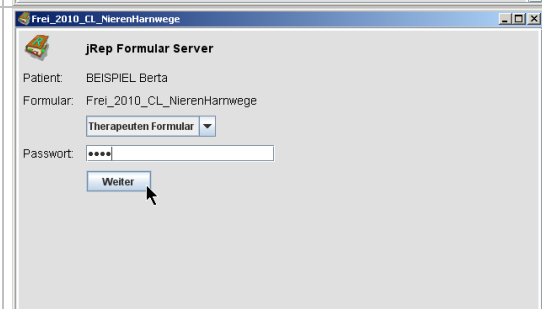 Frei_2010_CL_NierenHarnwege
jRep Formular Server
Patient: BEISPIEL Berta
Formular: Frei_2010_CL_NierenHarnwege
Therapeuten Formular
Passwort: ••••
Weiter